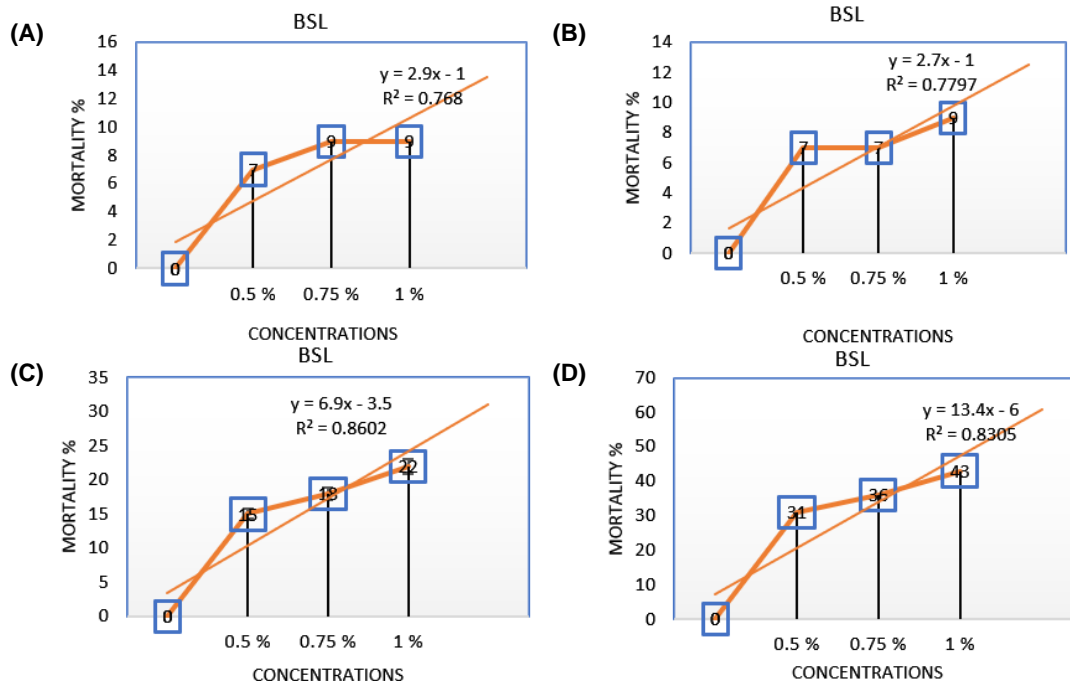 (A)
BSL
16
14
12
10
8
6
4
2
0
MORTALITY %
y = 2.9x - 1
R² = 0.768
0
7
9
9
0.5 %
0.75 %
1 %
CONCENTRATIONS
(B)
BSL
14
12
10
8
6
4
2
0
MORTALITY %
y = 2.7x - 1
R² = 0.7797
0
7
7
9
0.5 %
0.75 %
1 %
CONCENTRATIONS
(C)
BSL
35
30
25
20
15
10
5
0
MORTALITY %
y = 6.9x - 3.5
R² = 0.8602
0
15
18
22
0.5 %
0.75 %
1 %
CONCENTRATIONS
(D)
BSL
70
60
50
40
30
20
10
0
MORTALITY %
y = 13.4x - 6
R² = 0.8305
0
31
36
43
0.5 %
0.75 %
1 %
CONCENTRATIONS